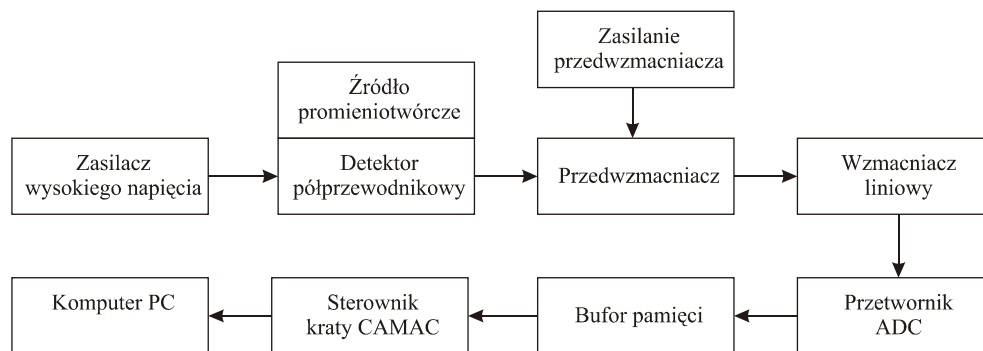 Zasilanie
przedwzmacniacza
Źródło
promieniotwórcze
Zasilacz
wysokiego napięcia
Detektor
półprzewodnikowy
Przedwzmacniacz
Wzmacniacz
liniowy
Komputer PC
Sterownik
kraty CAMAC
Bufor pamięci
Przetwornik
ADC